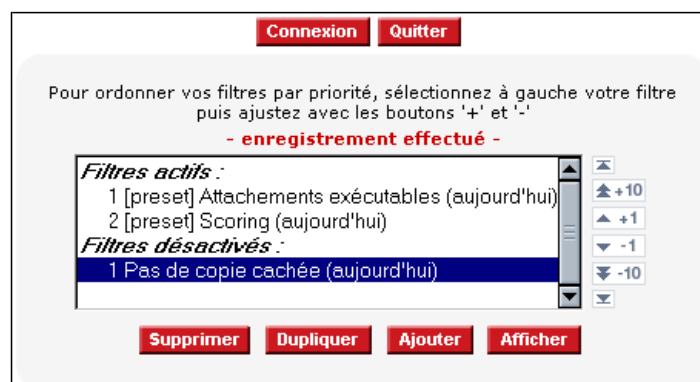 Connexion Quitter
Pour ordonner vos filtres par priorité, sélectionnez à gauche votre filtre
puis ajustez avec les boutons '+' et '-'
- enregistrement effectué -
Filtres actifs :
1 [preset] Attachements exécutables (aujourd'hui)
2 [preset] Scoring (aujourd'hui)
Filtres désactivés :
1 Pas de copie cachée (aujourd'hui)
+10
+1
-1
-10
Supprimer Dupliquer Ajouter Afficher